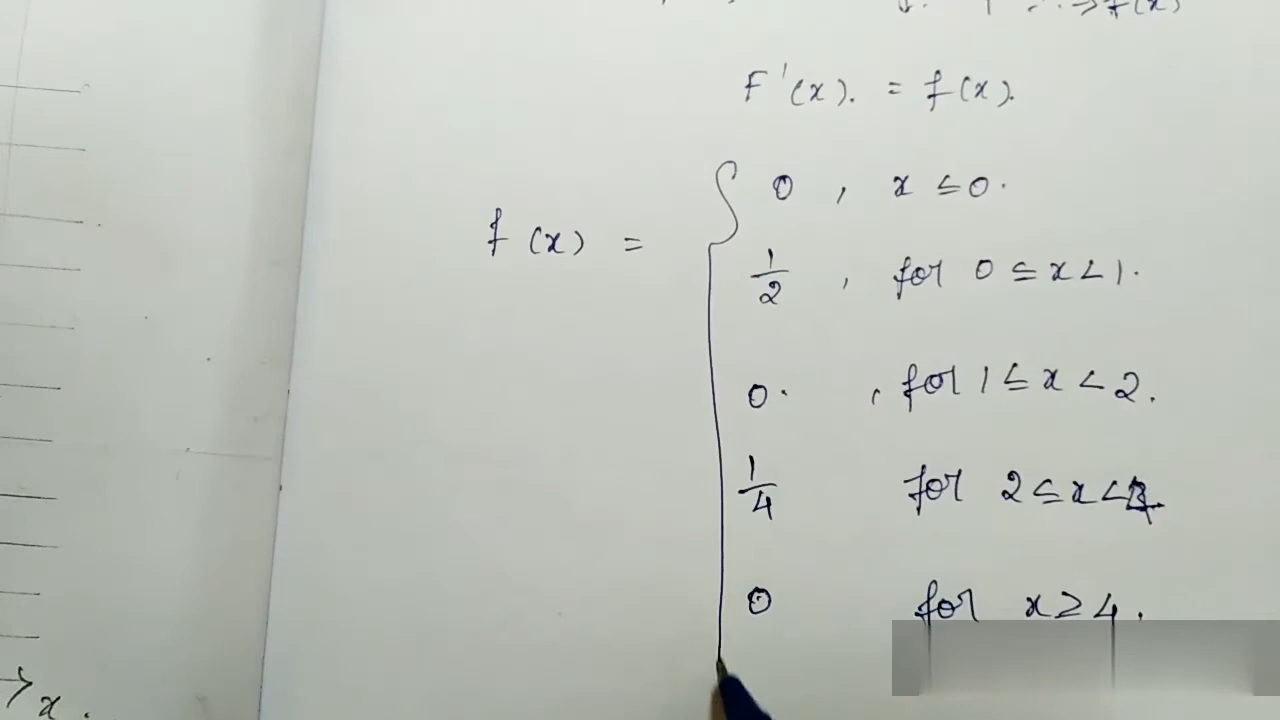 → f(x)
F'(x). = f(x).
f(x) = { 0 , x ≤ 0.
1/2 , for 0 ≤ x < 1.
0. , for 1 ≤ x < 2.
1/4 for 2 ≤ x < 4
0 for x ≥ 4.
→ x.